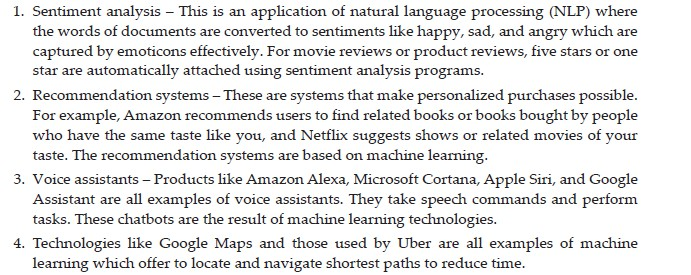 1. Sentiment analysis – This is an application of natural language processing (NLP) where
the words of documents are converted to sentiments like happy, sad, and angry which are
captured by emoticons effectively. For movie reviews or product reviews, five stars or one
star are automatically attached using sentiment analysis programs.
2. Recommendation systems – These are systems that make personalized purchases possible.
For example, Amazon recommends users to find related books or books bought by people
who have the same taste like you, and Netflix suggests shows or related movies of your
taste. The recommendation systems are based on machine learning.
3. Voice assistants – Products like Amazon Alexa, Microsoft Cortana, Apple Siri, and Google
Assistant are all examples of voice assistants. They take speech commands and perform
tasks. These chatbots are the result of machine learning technologies.
4. Technologies like Google Maps and those used by Uber are all examples of machine
learning which offer to locate and navigate shortest paths to reduce time.